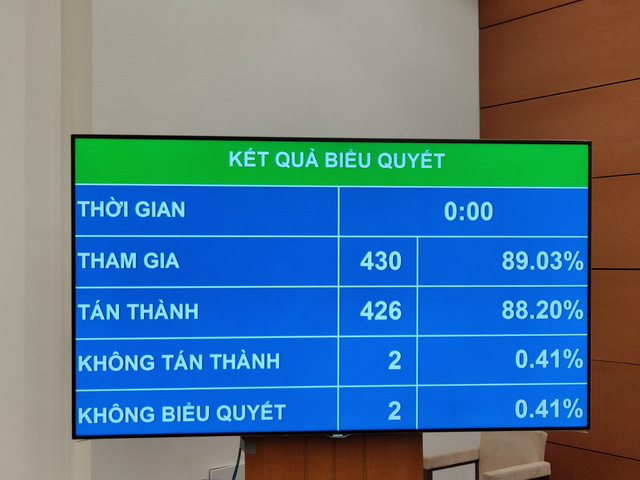 KẾT QUẢ BIỂU QUYẾT
THỜI GIAN 0:00
THAM GIA 430 89.03%
TÁN THÀNH 426 88.20%
KHÔNG TÁN THÀNH 2 0.41%
KHÔNG BIỂU QUYẾT 2 0.41%